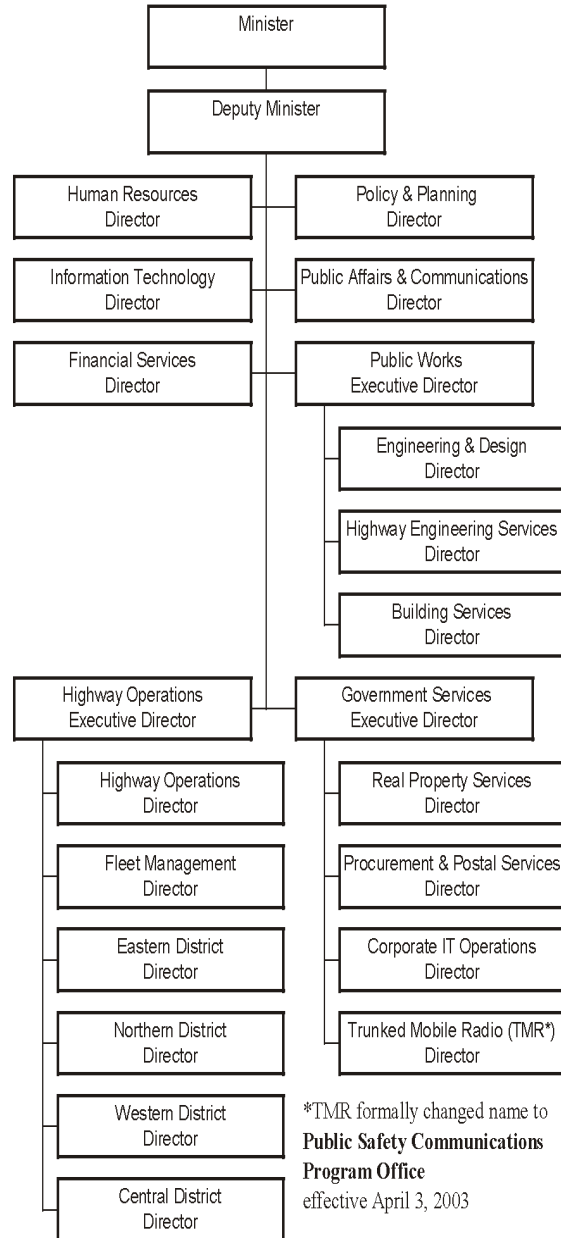 Minister
Deputy Minister
Human Resources
Director
Policy & Planning
Director
Information Technology
Director
Public Affairs & Communications
Director
Financial Services
Director
Public Works
Executive Director
Engineering & Design
Director
Highway Engineering Services
Director
Building Services
Director
Highway Operations
Executive Director
Government Services
Executive Director
Highway Operations
Director
Fleet Management
Director
Eastern District
Director
Northern District
Director
Western District
Director
Central District
Director
Real Property Services
Director
Procurement & Postal Services
Director
Corporate IT Operations
Director
Trunked Mobile Radio (TMR*)
Director
*TMR formally changed name to
Public Safety Communications
Program Office
effective April 3, 2003